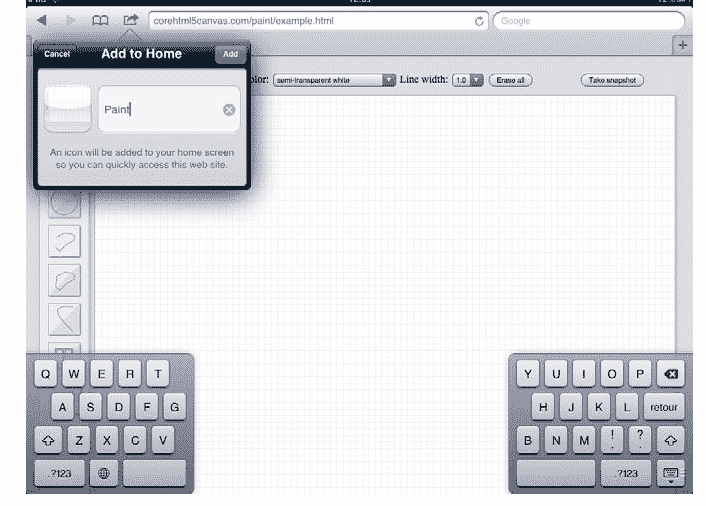 corehtml5canvas.com/paint/example.html
Google
Cancel Add to Home Add
semi-transparent white Line width: 1.0 Erase all Take snapshot
Paint
An icon will be added to your home screen
so you can quickly access this web site.
Q W E R T Y U I O P
A S D F G H J K L retour
Z X C V B N M ! , ? .
.?123 .?123